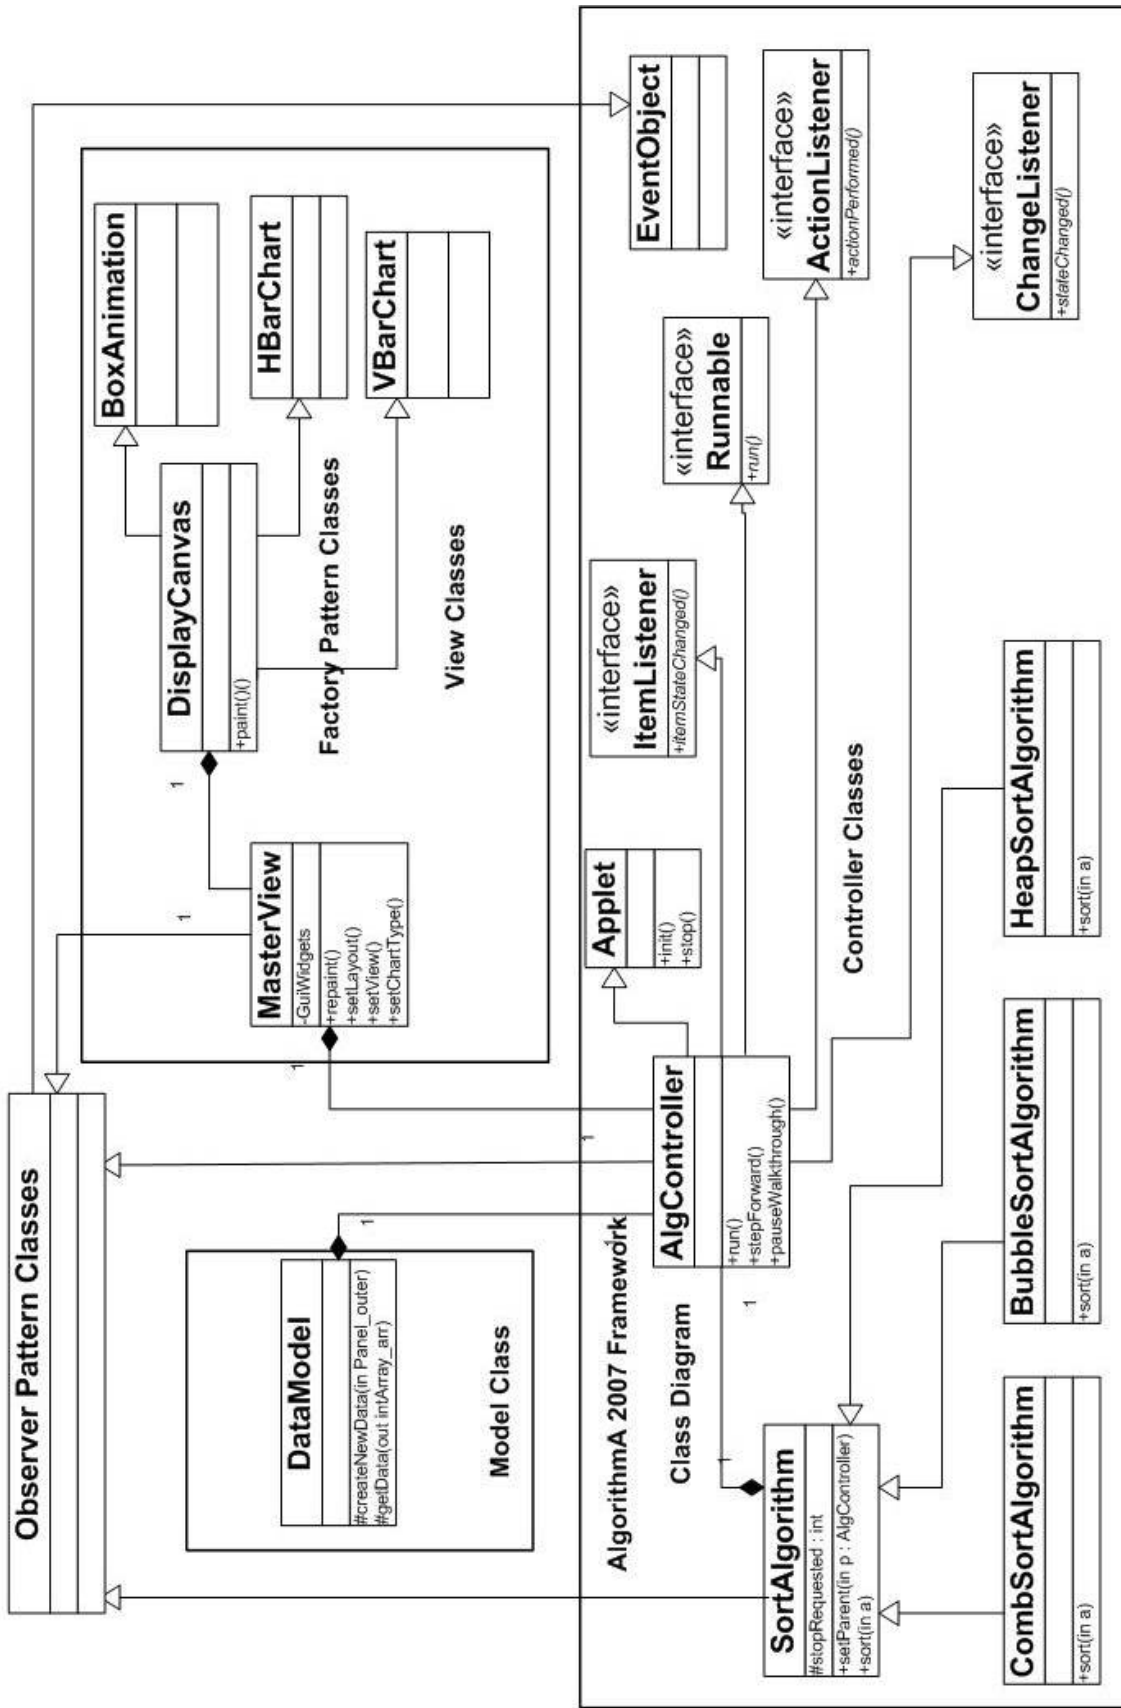 Observer Pattern Classes
DataModel
#createNewData(in Panel_outer)
#getData(out intArray_arr)
Model Class
MasterView
-GuiWidgets
+repaint()
+setLayout()
+setView()
+setChartType()
1
1
1
DisplayCanvas
+paint()()
BoxAnimation
HBarChart
VBarChart
Factory Pattern Classes
View Classes
AlgorithmA 2007 Framework
Class Diagram
1
1
AlgController
+run()
+stepForward()
+pauseWalkthrough()
1
1
Applet
+init()
+stop()
«interface»
ItemListener
+itemStateChanged()
«interface»
Runnable
+run()
EventObject
«interface»
ActionListener
+actionPerformed()
«interface»
ChangeListener
+stateChanged()
Controller Classes
SortAlgorithm
#stopRequested : int
+setParent(in p : AlgController)
+sort(in a)
CombSortAlgorithm
+sort(in a)
BubbleSortAlgorithm
+sort(in a)
HeapSortAlgorithm
+sort(in a)